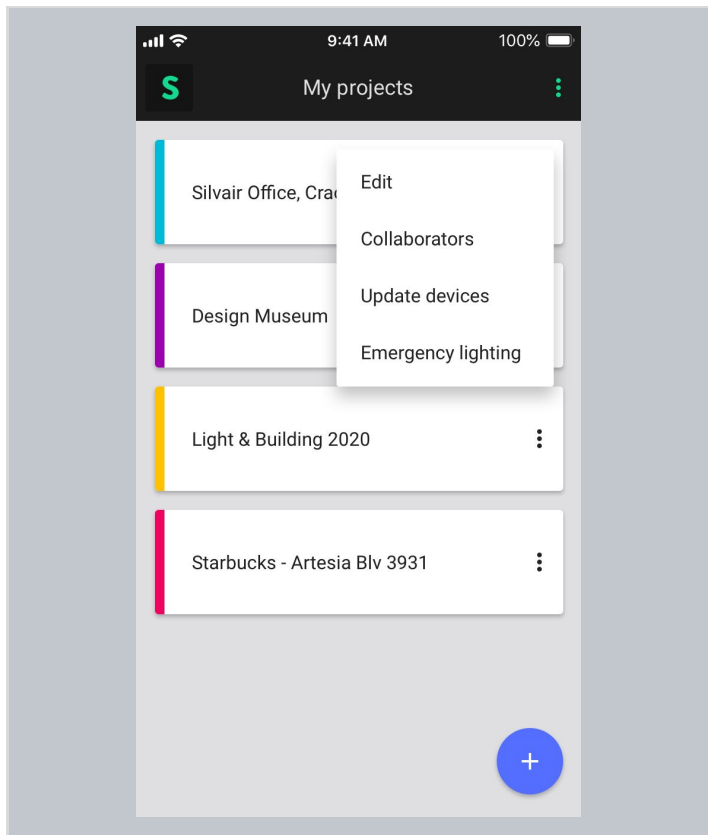 9:41 AM
100%
S
My projects
Silvair Office,
Edit
Collaborators
Design Museum
Update devices
Emergency lighting
Light & Building 2020
Starbucks - Artesia Blv 3931
+